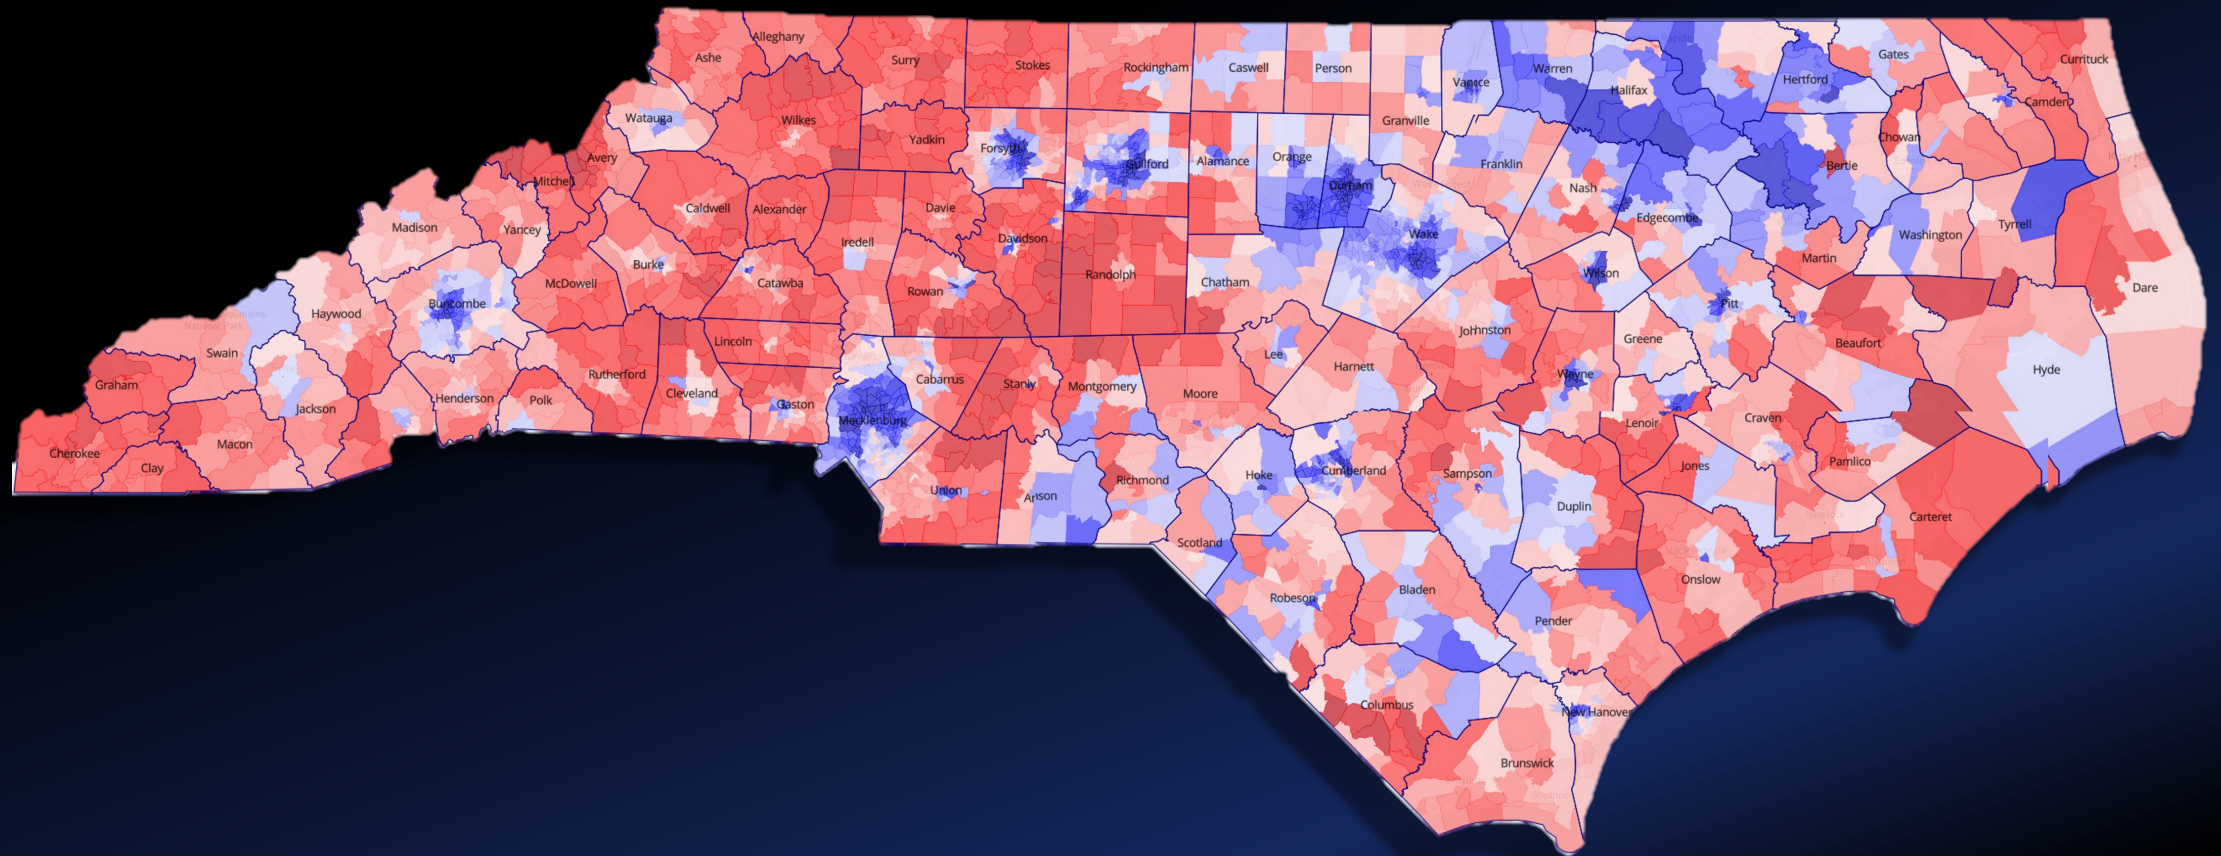 Alleghany
Ashe
Surry
Stokes
Rockingham
Caswell
Person
Vance
Warren
Halifax
Hertford
Gates
Currituck
Camden
Watauga
Wilkes
Yadkin
Forsyth
Guilford
Alamance
Orange
Durham
Granville
Franklin
Nash
Edgecombe
Bertie
Chowan
Avery
Mitchell
Madison
Yancey
Caldwell
Alexander
Iredell
Davie
Davidson
Randolph
Chatham
Wake
Wilson
Martin
Washington
Tyrrell
Dare
Haywood
Buncombe
McDowell
Burke
Catawba
Rowan
Lee
Johnston
Greene
Pitt
Beaufort
Hyde
Graham
Swain
National Park
Jackson
Macon
Cherokee
Clay
Henderson
Polk
Rutherford
Cleveland
Lincoln
Gaston
Mecklenburg
Cabarrus
Stanly
Montgomery
Moore
Harnett
Wayne
Lenoir
Craven
Pamlico
Jones
Union
Anson
Richmond
Scotland
Hoke
Cumberland
Sampson
Duplin
Onslow
Carteret
Robeson
Bladen
Pender
Columbus
New Hanover
Brunswick